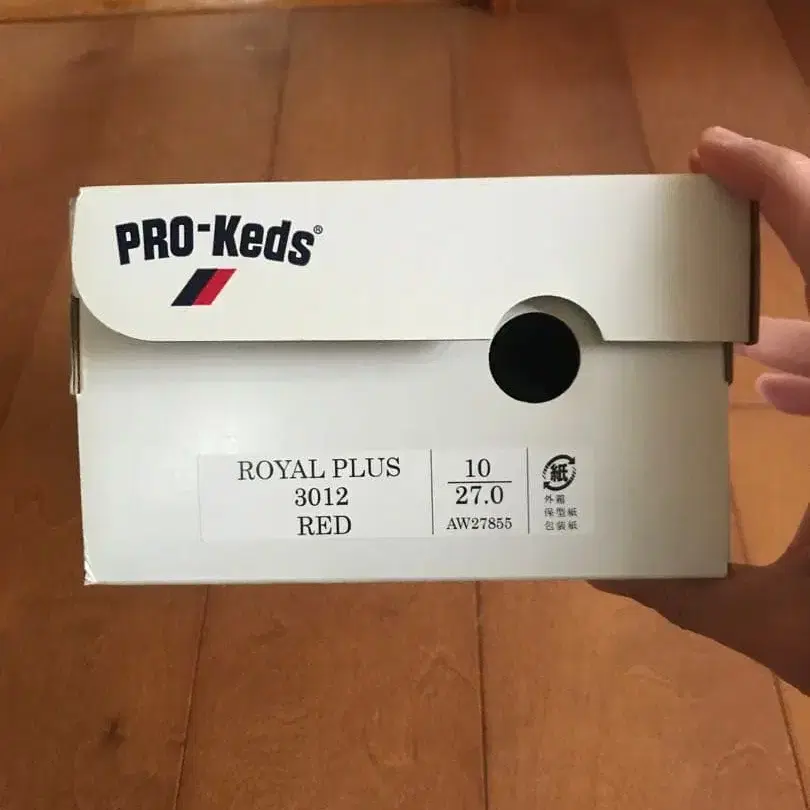 PRO-Keds®
ROYAL PLUS
3012
RED
10
27.0
AW27855
紙
外箱
保型紙
包装紙